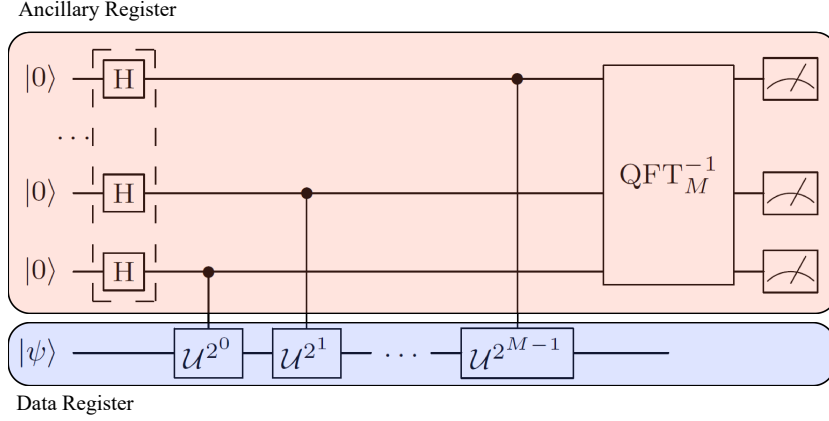 Ancillary Register
|0⟩ H
· · ·
|0⟩ H QFT_M^{-1}
|0⟩ H
|ψ⟩ 𝒰^{2^0} 𝒰^{2^1} · · · 𝒰^{2^{M-1}}
Data Register